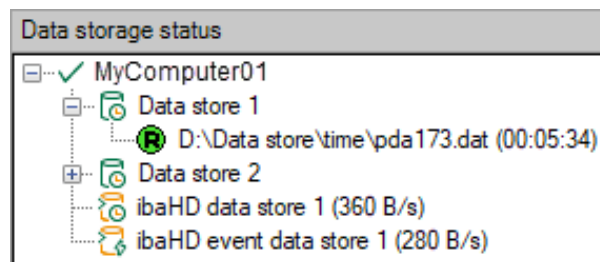 Data storage status
MyComputer01
Data store 1
R D:\Data store\time\pda173.dat (00:05:34)
Data store 2
ibaHD data store 1 (360 B/s)
ibaHD event data store 1 (280 B/s)